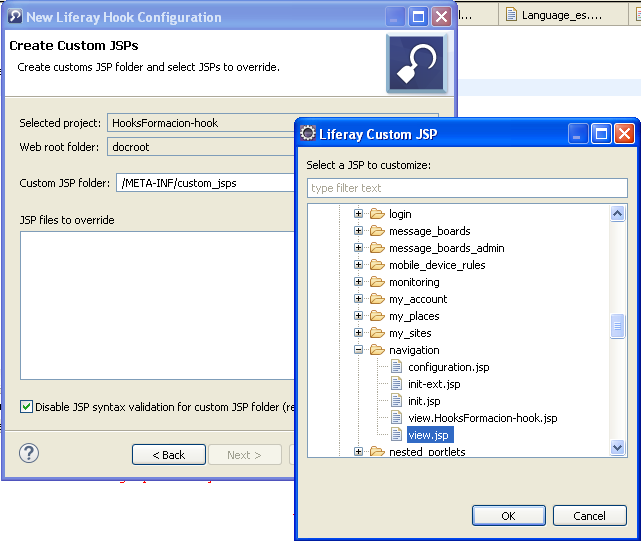 New Liferay Hook Configuration
l...
Language_es....
Create Custom JSPs
Create customs JSP folder and select JSPs to override.
Selected project: HooksFormacion-hook
Web root folder: docroot
Custom JSP folder: /META-INF/custom_jsps
JSP files to override
Disable JSP syntax validation for custom JSP folder (re
< Back
Next >
Liferay Custom JSP
Select a JSP to customize:
type filter text
login
message_boards
message_boards_admin
mobile_device_rules
monitoring
my_account
my_places
my_sites
navigation
configuration.jsp
init-ext.jsp
init.jsp
view.HooksFormacion-hook.jsp
view.jsp
nested_portlets
OK
Cancel